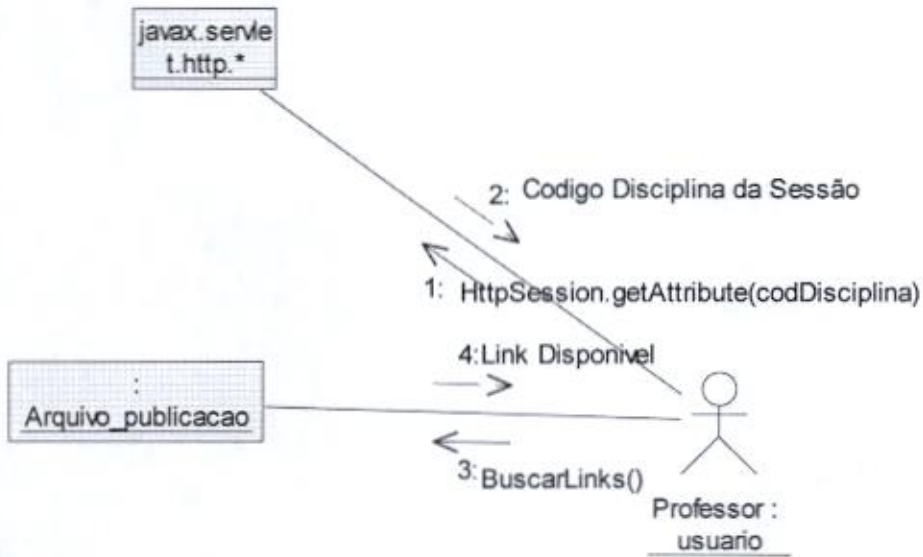 javax.servle
t.http.*
2: Codigo Disciplina da Sessão
1: HttpSession.getAttribute(codDisciplina)
4:Link Disponivel
:
Arquivo_publicacao
3:BuscarLinks()
Professor :
usuario